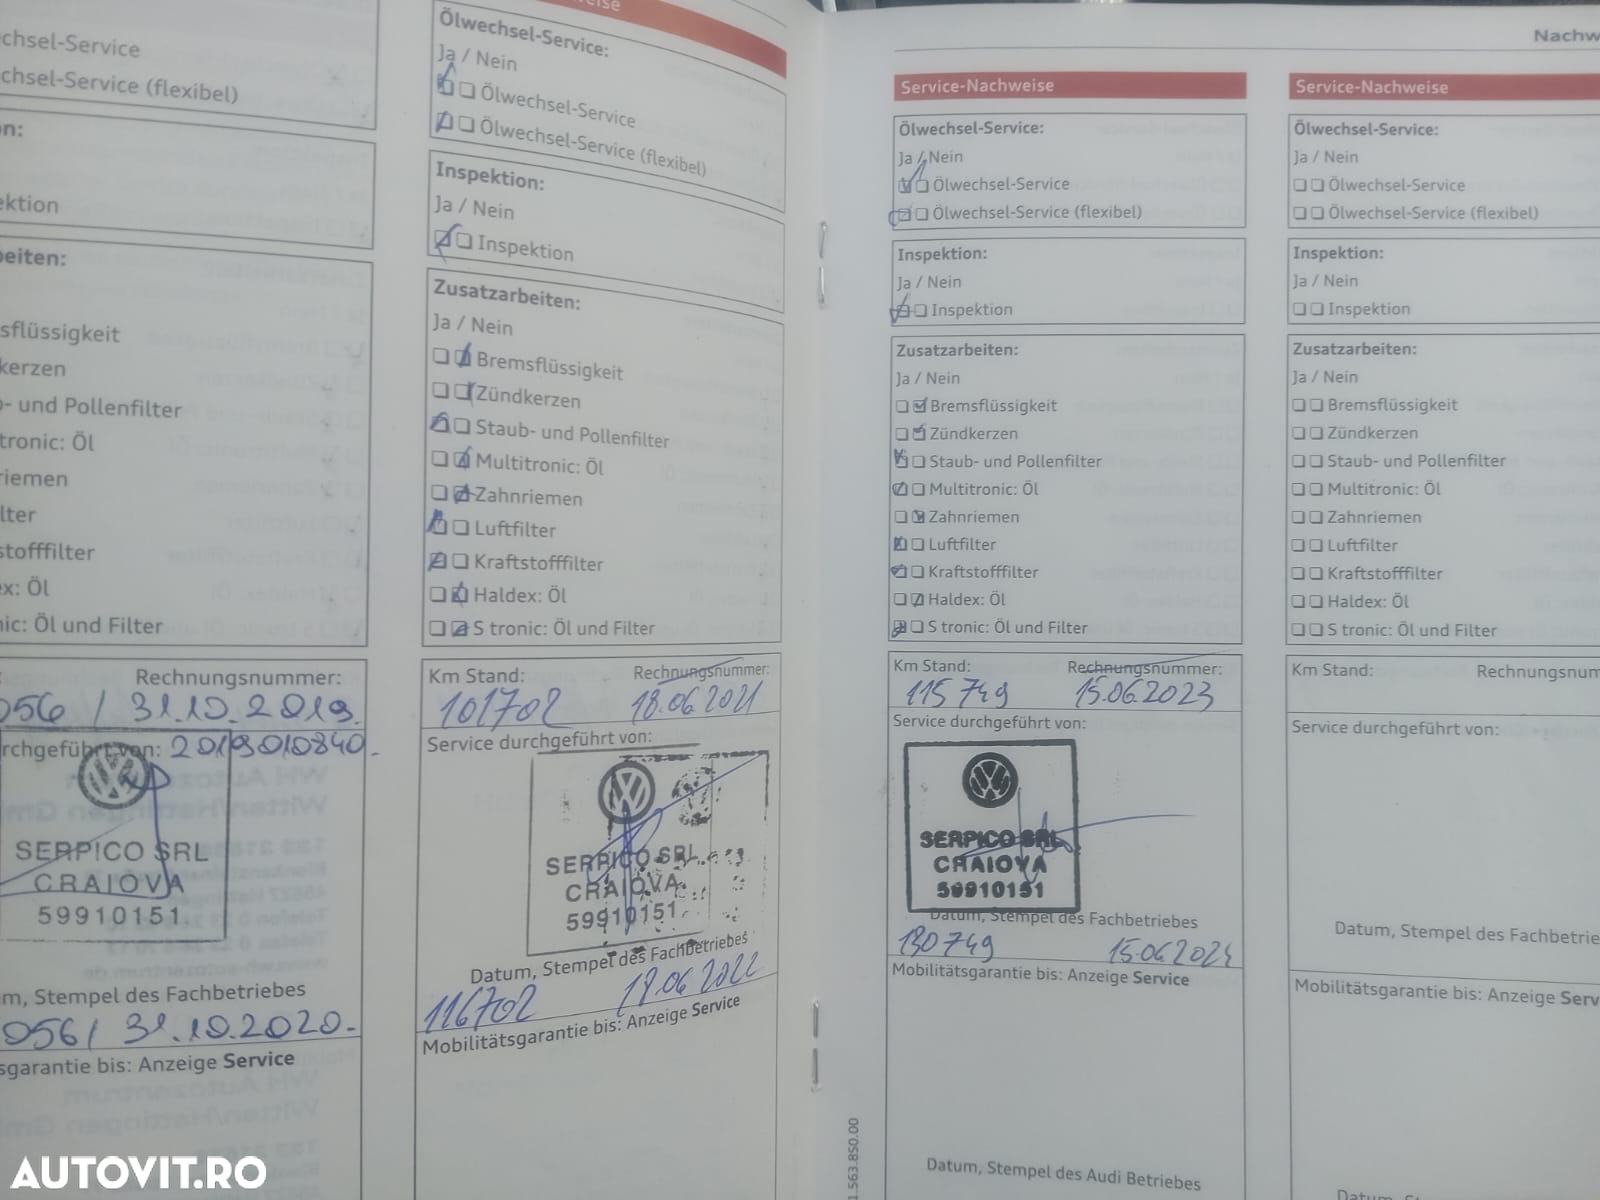 chsel-Service
chsel-Service (flexibel)
n:
ektion
eiten:
sflüssigkeit
kerzen
- und Pollenfilter
tronic: Öl
riemen
lter
stofffilter
ex: Öl
nic: Öl und Filter
Rechnungsnummer:
056 / 31.10.2019.
rchgeführt von: 2019010840.
SERPICO SRL
CRAIOVA
59910151
m, Stempel des Fachbetriebes
056 / 31.10.2020.
sgarantie bis: Anzeige Service
Ölwechsel-Service:
Ja / Nein
Ölwechsel-Service
Ölwechsel-Service (flexibel)
Inspektion:
Ja / Nein
Inspektion
Zusatzarbeiten:
Ja / Nein
Bremsflüssigkeit
Zündkerzen
Staub- und Pollenfilter
Multitronic: Öl
Zahnriemen
Luftfilter
Kraftstofffilter
Haldex: Öl
S tronic: Öl und Filter
Km Stand: Rechnungsnummer:
101702 18.06.2021
Service durchgeführt von:
SERPICO SRL
CRAIOVA
59910151
Datum, Stempel des Fachbetriebes
116702 18.06.2022
Mobilitätsgarantie bis: Anzeige Service
Nachw
Service-Nachweise
Ölwechsel-Service:
Ja / Nein
Ölwechsel-Service
Ölwechsel-Service (flexibel)
Inspektion:
Ja / Nein
Inspektion
Zusatzarbeiten:
Ja / Nein
Bremsflüssigkeit
Zündkerzen
Staub- und Pollenfilter
Multitronic: Öl
Zahnriemen
Luftfilter
Kraftstofffilter
Haldex: Öl
S tronic: Öl und Filter
Km Stand: Rechnungsnummer:
115749 15.06.2023
Service durchgeführt von:
SERPICO SRL
CRAIOVA
59910151
Datum, Stempel des Fachbetriebes
130749 15.06.2024
Mobilitätsgarantie bis: Anzeige Service
Datum, Stempel des Audi Betriebes
1.563.8S0.00
Service-Nachweise
Ölwechsel-Service:
Ja / Nein
Ölwechsel-Service
Ölwechsel-Service (flexibel)
Inspektion:
Ja / Nein
Inspektion
Zusatzarbeiten:
Ja / Nein
Bremsflüssigkeit
Zündkerzen
Staub- und Pollenfilter
Multitronic: Öl
Zahnriemen
Luftfilter
Kraftstofffilter
Haldex: Öl
S tronic: Öl und Filter
Km Stand: Rechnungsnum
Service durchgeführt von:
Datum, Stempel des Fachbetrie
Mobilitätsgarantie bis: Anzeige Serv
Datum, Stempel des Au
AUTOVIT.RO